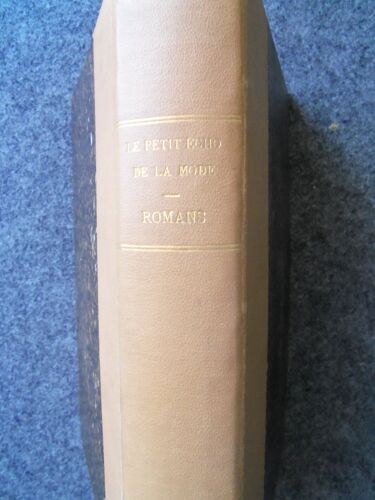 LE PETIT ECHO
DE LA MODE
—
ROMANS